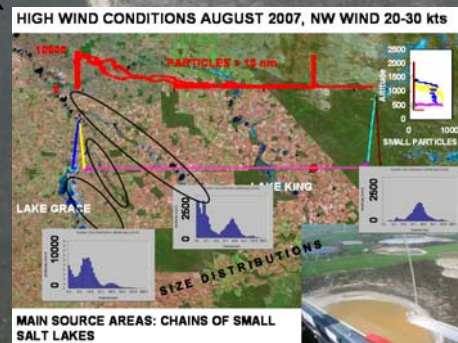 HIGH WIND CONDITIONS AUGUST 2007, NW WIND 20-30 kts
10000
0
PARTICLES > 10 nm
Altitude
2500
2000
1500
1000
500
0
0 1000
SMALL PARTICLES
LAKE GRACE
LAKE KING
10000
2500
2500
SIZE DISTRIBUTIONS
MAIN SOURCE AREAS: CHAINS OF SMALL
SALT LAKES